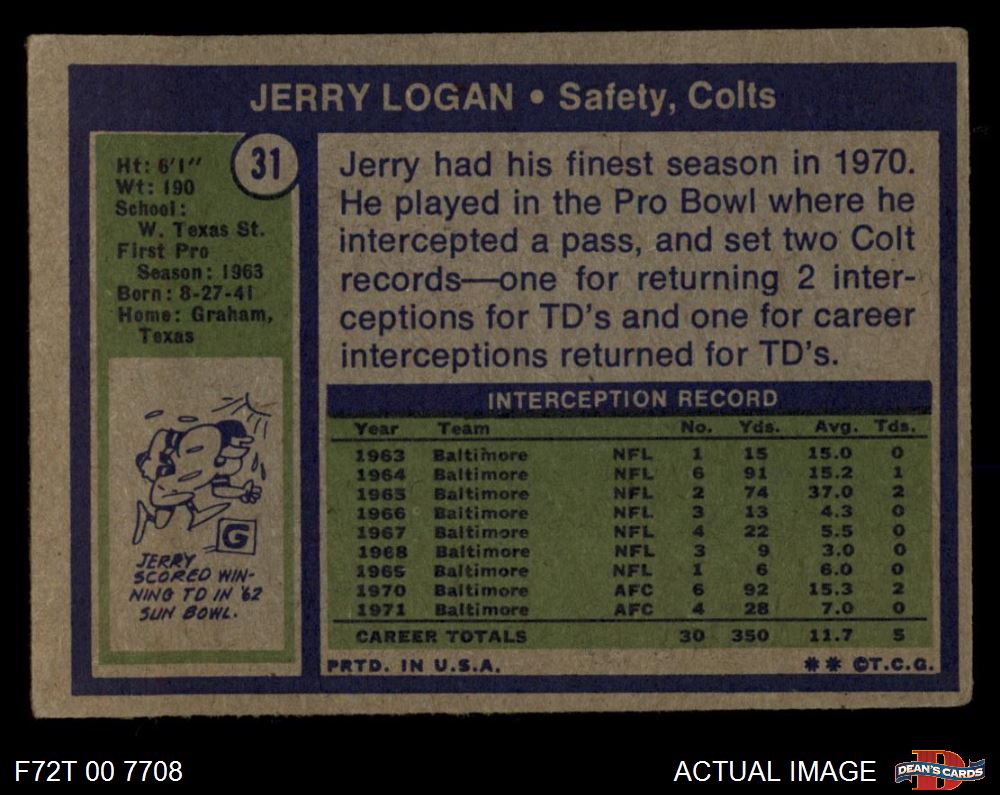 JERRY LOGAN • Safety, Colts
31
Ht: 6'1"
Wt: 190
School:
W. Texas St.
First Pro
Season: 1963
Born: 8-27-41
Home: Graham,
Texas
G
JERRY
SCORED WIN-
NING TD IN '62
SUN BOWL.
Jerry had his finest season in 1970.
He played in the Pro Bowl where he
intercepted a pass, and set two Colt
records—one for returning 2 inter-
ceptions for TD's and one for career
interceptions returned for TD's.
INTERCEPTION RECORD
Year Team No. Yds. Avg. Tds.
1963 Baltimore NFL 1 15 15.0 0
1964 Baltimore NFL 6 91 15.2 1
1965 Baltimore NFL 2 74 37.0 2
1966 Baltimore NFL 3 13 4.3 0
1967 Baltimore NFL 4 22 5.5 0
1968 Baltimore NFL 3 9 3.0 0
1969 Baltimore NFL 1 6 6.0 0
1970 Baltimore AFC 6 92 15.3 2
1971 Baltimore AFC 4 28 7.0 0
CAREER TOTALS 30 350 11.7 5
PRTD. IN U.S.A. ** ©T.C.G.
F72T 00 7708
ACTUAL IMAGE
D
DEAN'S CARDS